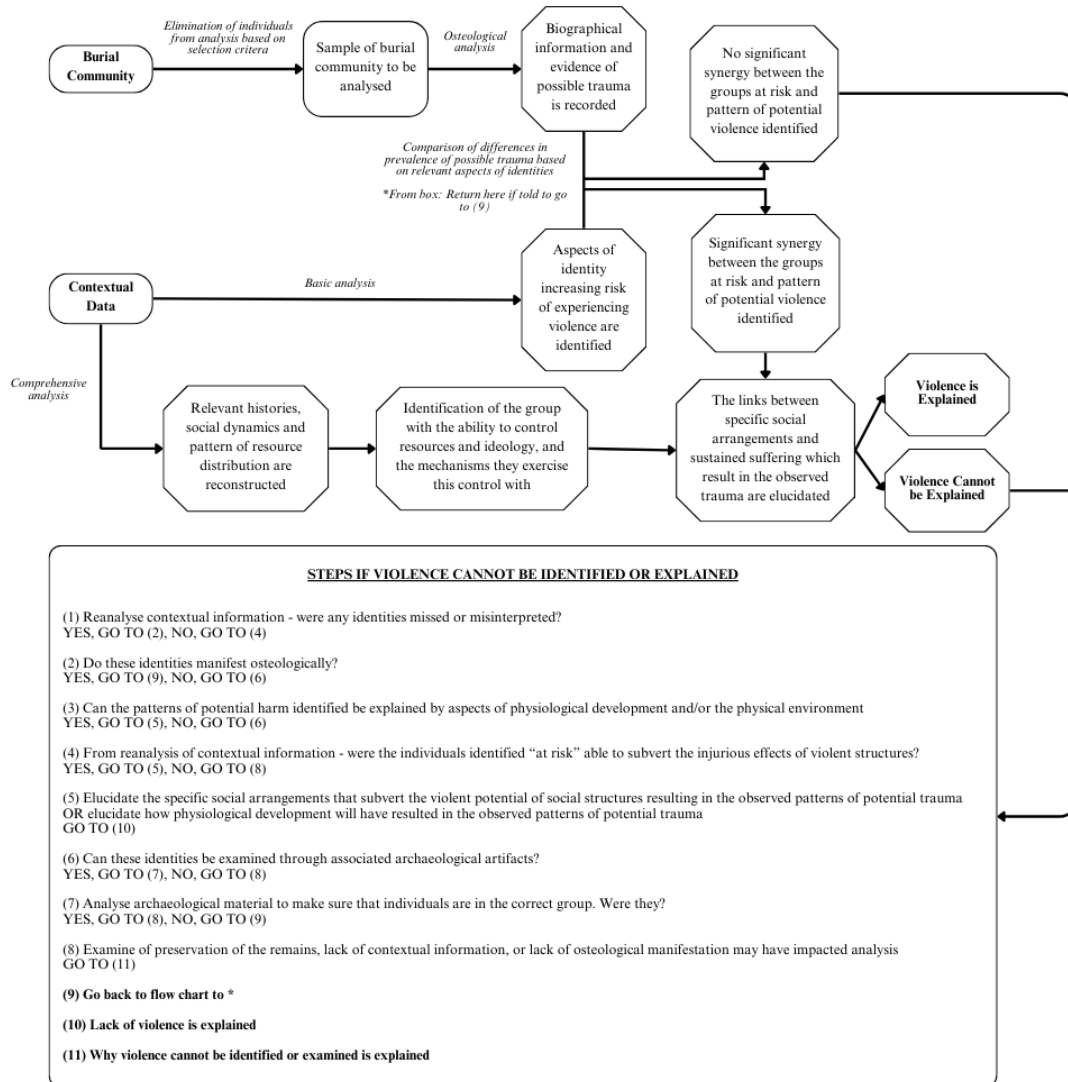 Burial
Community
Elimination of individuals
from analysis based on
selection criteria
Sample of burial
community to be
analysed
Osteological
analysis
Biographical
information and
evidence of
possible trauma
is recorded
No significant
synergy between the
groups at risk and
pattern of potential
violence identified
Comparison of differences in
prevalence of possible trauma based
on relevant aspects of identities
*From box: Return here if told to go
to (9)
Contextual
Data
Basic analysis
Aspects of
identity
increasing risk
of experiencing
violence are
identified
Significant synergy
between the groups
at risk and pattern
of potential violence
identified
Comprehensive
analysis
Relevant histories,
social dynamics and
pattern of resource
distribution are
reconstructed
Identification of the group
with the ability to control
resources and ideology, and
the mechanisms they exercise
this control with
The links between
specific social
arrangements and
sustained suffering which
result in the observed
trauma are elucidated
Violence is
Explained
Violence Cannot
be Explained
STEPS IF VIOLENCE CANNOT BE IDENTIFIED OR EXPLAINED
(1) Reanalyse contextual information - were any identities missed or misinterpreted?
YES, GO TO (2), NO, GO TO (4)
(2) Do these identities manifest osteologically?
YES, GO TO (9), NO, GO TO (6)
(3) Can the patterns of potential harm identified be explained by aspects of physiological development and/or the physical environment
YES, GO TO (5), NO, GO TO (6)
(4) From reanalysis of contextual information - were the individuals identified “at risk” able to subvert the injurious effects of violent structures?
YES, GO TO (5), NO, GO TO (8)
(5) Elucidate the specific social arrangements that subvert the violent potential of social structures resulting in the observed patterns of potential trauma
OR elucidate how physiological development will have resulted in the observed patterns of potential trauma
GO TO (10)
(6) Can these identities be examined through associated archaeological artifacts?
YES, GO TO (7), NO, GO TO (8)
(7) Analyse archaeological material to make sure that individuals are in the correct group. Were they?
YES, GO TO (8), NO, GO TO (9)
(8) Examine of preservation of the remains, lack of contextual information, or lack of osteological manifestation may have impacted analysis
GO TO (11)
(9) Go back to flow chart to *
(10) Lack of violence is explained
(11) Why violence cannot be identified or examined is explained